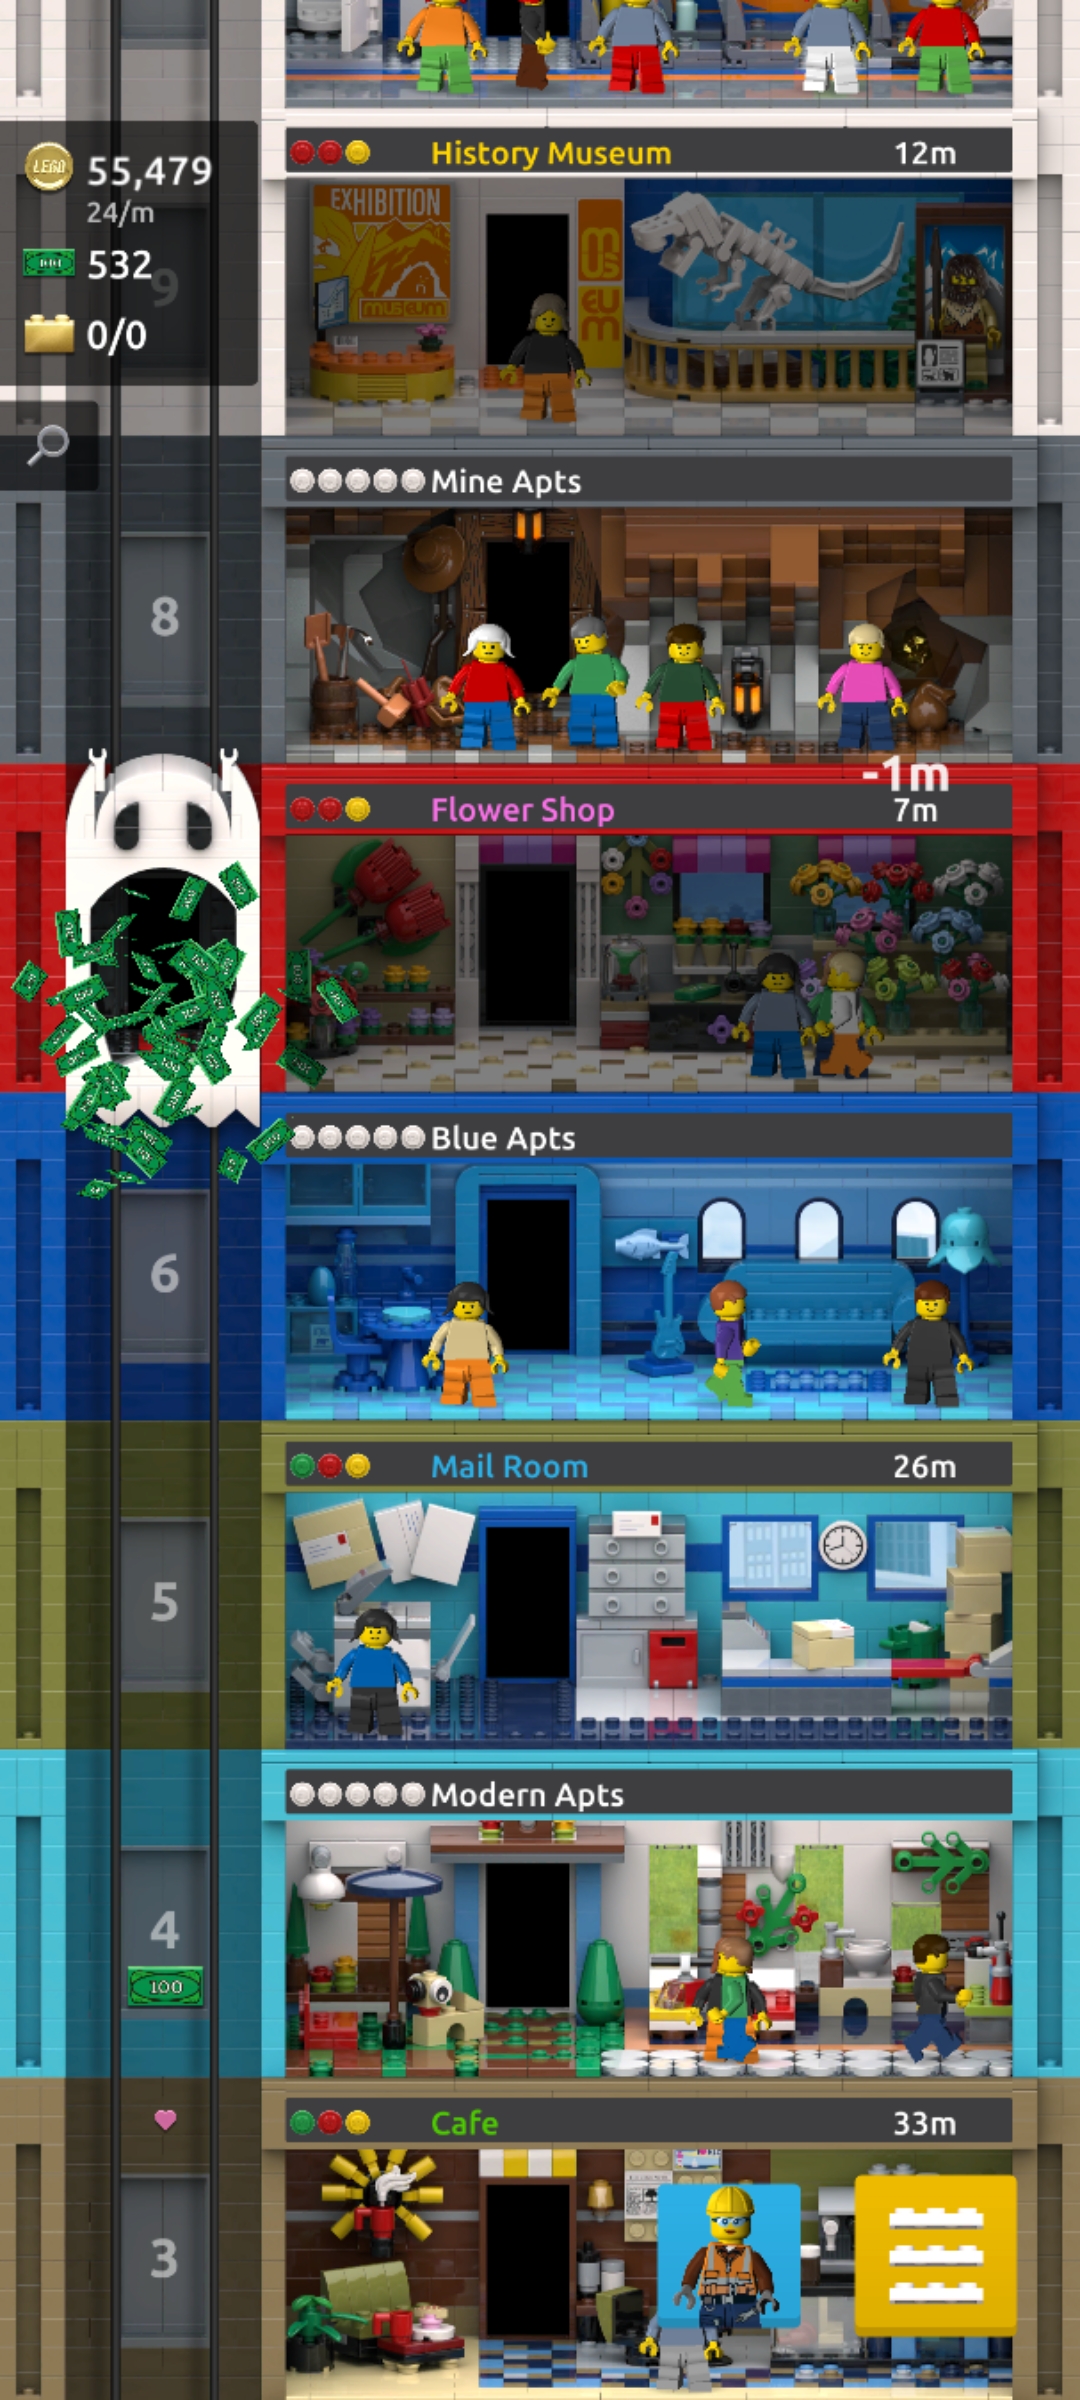 History Museum 12m
LEGO 55,479
24/m
532
9
0/0
EXHIBITION
MUSEUM
MUSEUM
Mine Apts
8
-1m
Flower Shop 7m
Blue Apts
6
Mail Room 26m
5
Modern Apts
4
100
Cafe 33m
3